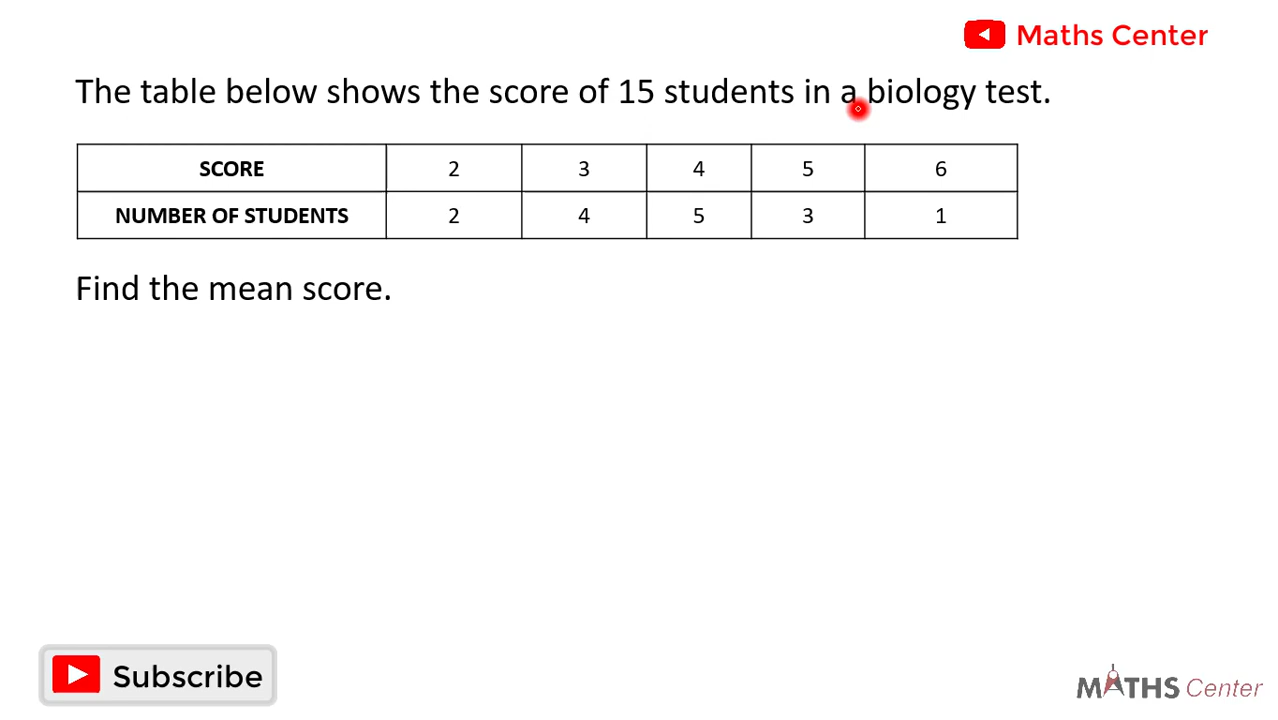 Maths Center
The table below shows the score of 15 students in a biology test.
SCORE 2 3 4 5 6
NUMBER OF STUDENTS 2 4 5 3 1
Find the mean score.
Subscribe
MATHS Center